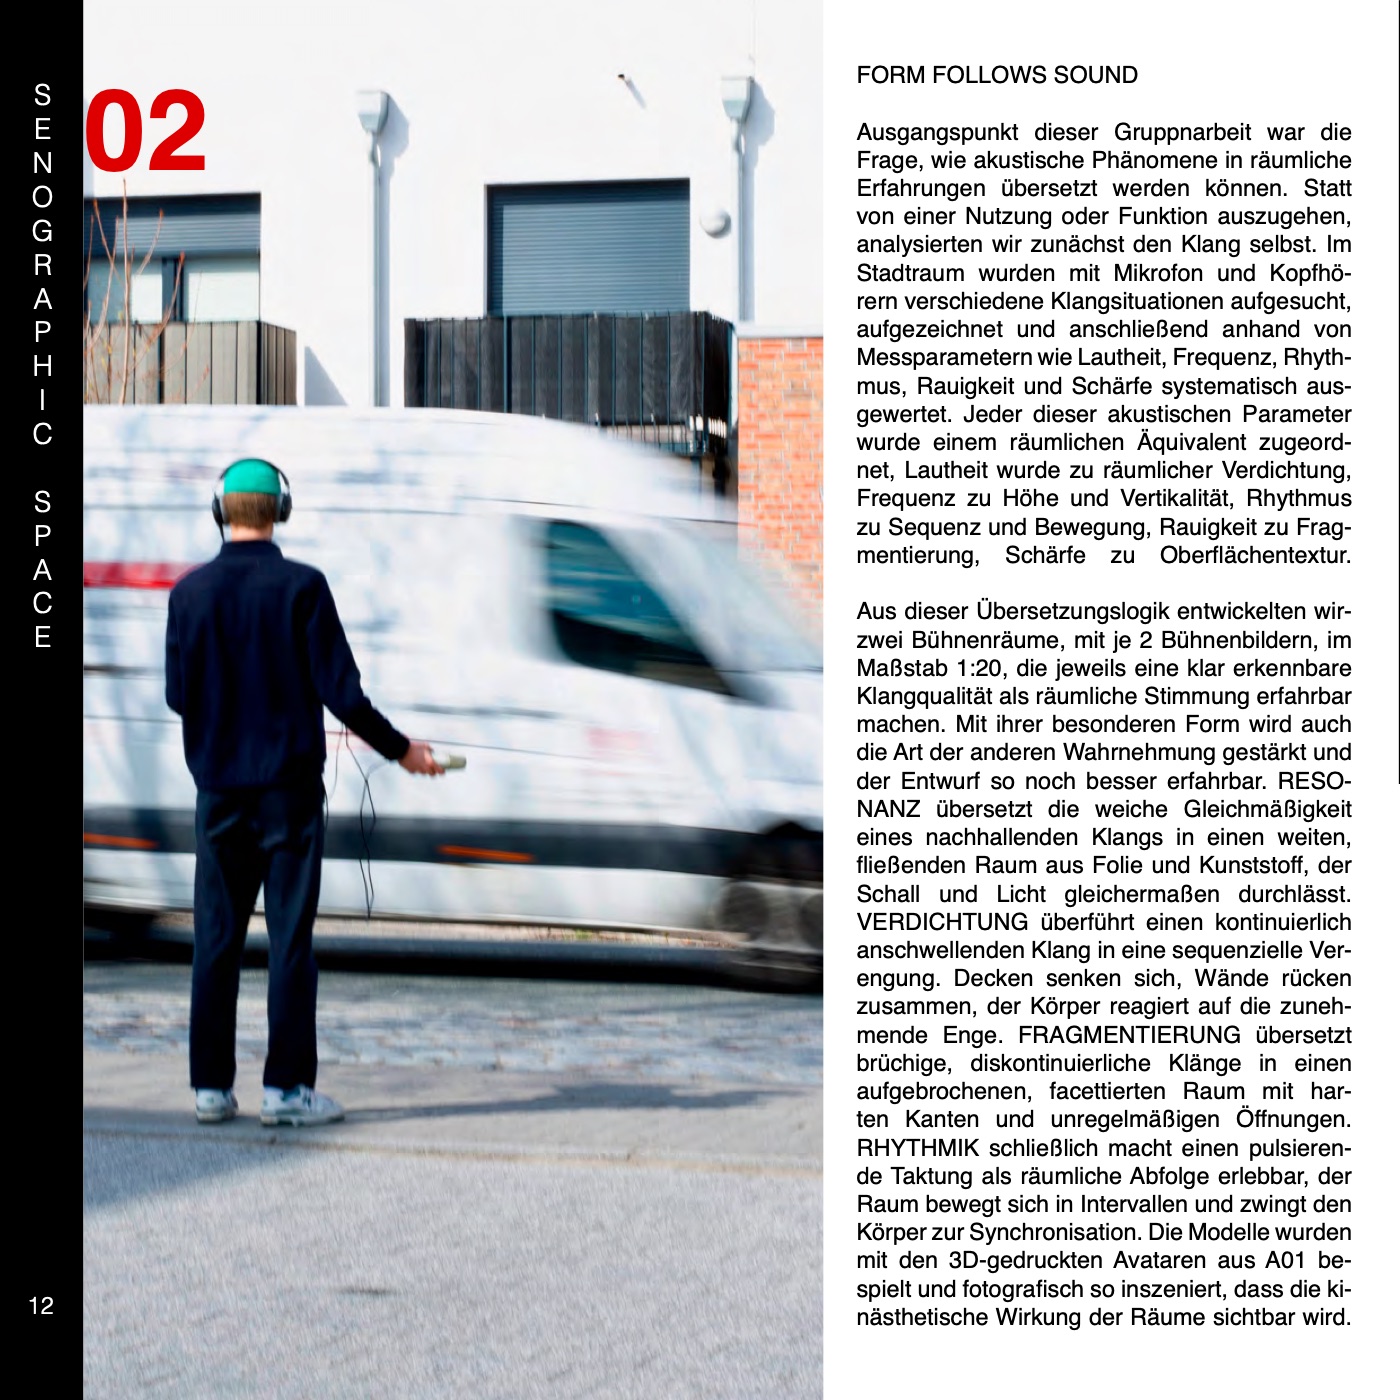 SENOGRAPHIC SPACE
02
12
FORM FOLLOWS SOUND
Ausgangspunkt dieser Gruppnarbeit war die
Frage, wie akustische Phänomene in räumliche
Erfahrungen übersetzt werden können. Statt
von einer Nutzung oder Funktion auszugehen,
analysierten wir zunächst den Klang selbst. Im
Stadtraum wurden mit Mikrofon und Kopfhö-
rern verschiedene Klangsituationen aufgesucht,
aufgezeichnet und anschließend anhand von
Messparametern wie Lautheit, Frequenz, Rhyth-
mus, Rauigkeit und Schärfe systematisch aus-
gewertet. Jeder dieser akustischen Parameter
wurde einem räumlichen Äquivalent zugeord-
net, Lautheit wurde zu räumlicher Verdichtung,
Frequenz zu Höhe und Vertikalität, Rhythmus
zu Sequenz und Bewegung, Rauigkeit zu Frag-
mentierung, Schärfe zu Oberflächentextur.
Aus dieser Übersetzungslogik entwickelten wir-
zwei Bühnenräume, mit je 2 Bühnenbildern, im
Maßstab 1:20, die jeweils eine klar erkennbare
Klangqualität als räumliche Stimmung erfahrbar
machen. Mit ihrer besonderen Form wird auch
die Art der anderen Wahrnehmung gestärkt und
der Entwurf so noch besser erfahrbar. RESO-
NANZ übersetzt die weiche Gleichmäßigkeit
eines nachhallenden Klangs in einen weiten,
fließenden Raum aus Folie und Kunststoff, der
Schall und Licht gleichermaßen durchlässt.
VERDICHTUNG überführt einen kontinuierlich
anschwellenden Klang in eine sequenzielle Ver-
engung. Decken senken sich, Wände rücken
zusammen, der Körper reagiert auf die zuneh-
mende Enge. FRAGMENTIERUNG übersetzt
brüchige, diskontinuierliche Klänge in einen
aufgebrochenen, facettierten Raum mit har-
ten Kanten und unregelmäßigen Öffnungen.
RHYTHMIK schließlich macht einen pulsieren-
de Taktung als räumliche Abfolge erlebbar, der
Raum bewegt sich in Intervallen und zwingt den
Körper zur Synchronisation. Die Modelle wurden
mit den 3D-gedruckten Avataren aus A01 be-
spielt und fotografisch so inszeniert, dass die ki-
nästhetische Wirkung der Räume sichtbar wird.